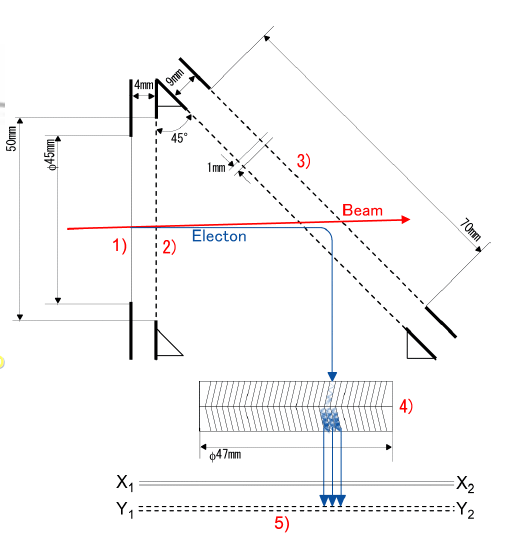 4mm
9mm
50mm
φ45mm
45°
1mm
3)
Beam
1)
2)
Electon
70mm
4)
φ47mm
X1
X2
Y1
Y2
5)